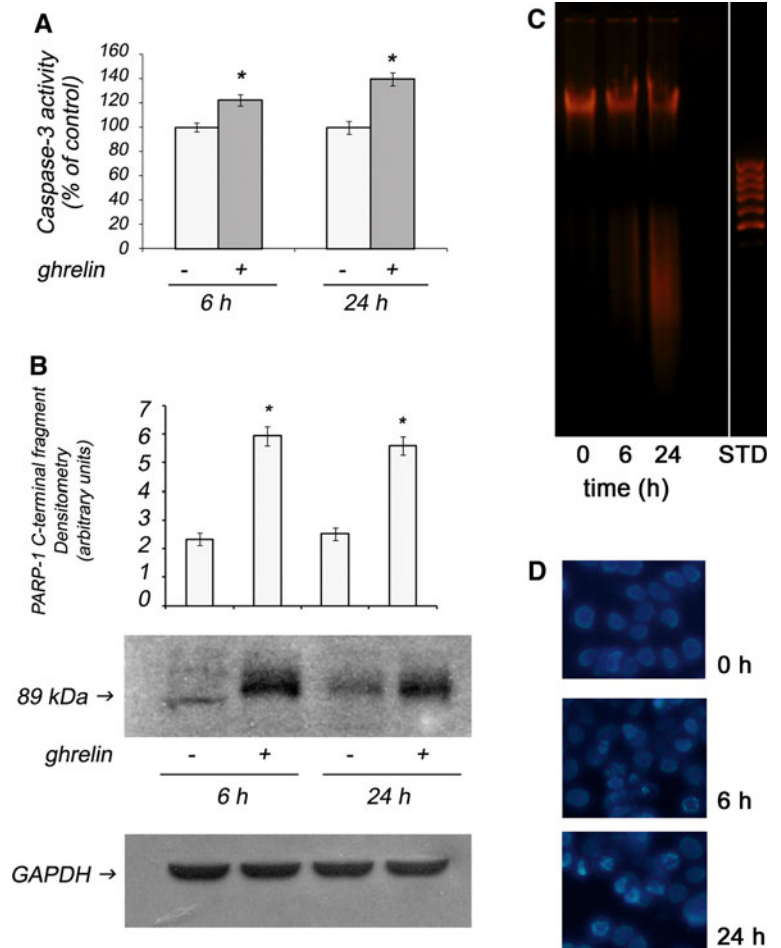 A
Caspase-3 activity
(% of control)
160
140
120
100
80
60
40
20
0
*
*
ghrelin - + - +
6 h 24 h
B
PARP-1 C-terminal fragment
Densitometry
(arbitrary units)
7
6
5
4
3
2
1
0
*
*
89 kDa →
ghrelin - + - +
6 h 24 h
GAPDH →
C
0 6 24 STD
time (h)
D
0 h
6 h
24 h